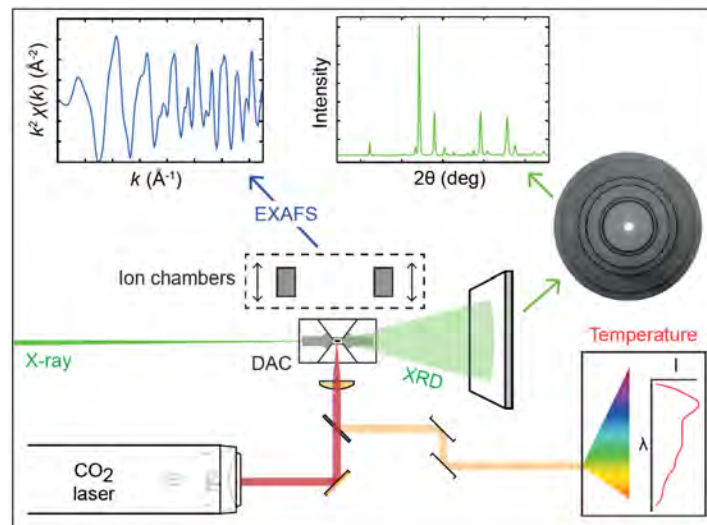 k² χ(k) (Å⁻²)
k (Å⁻¹)
Intensity
2θ (deg)
EXAFS
Ion chambers
X-ray
DAC
XRD
Temperature
I
λ
CO₂
laser